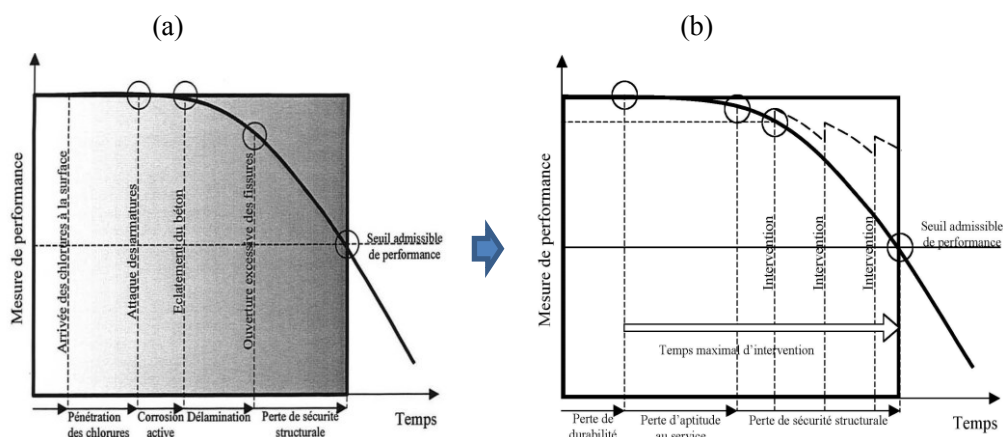 (a)
Mesure de performance
Arrivée des chlorures à la surface
Attaque des armatures
Eclatement du béton
Ouverture excessive des fissures
Seuil admissible
de performance
Pénétration
des chlorures
Corrosion
active
Délamination
Perte de sécurité
structurale
Temps
(b)
Mesure de performance
Intervention
Intervention
Intervention
Seuil admissible
de performance
Temps maximal d'intervention
Perte de
durabilité
Perte d'aptitude
au service
Perte de sécurité structurale
Temps